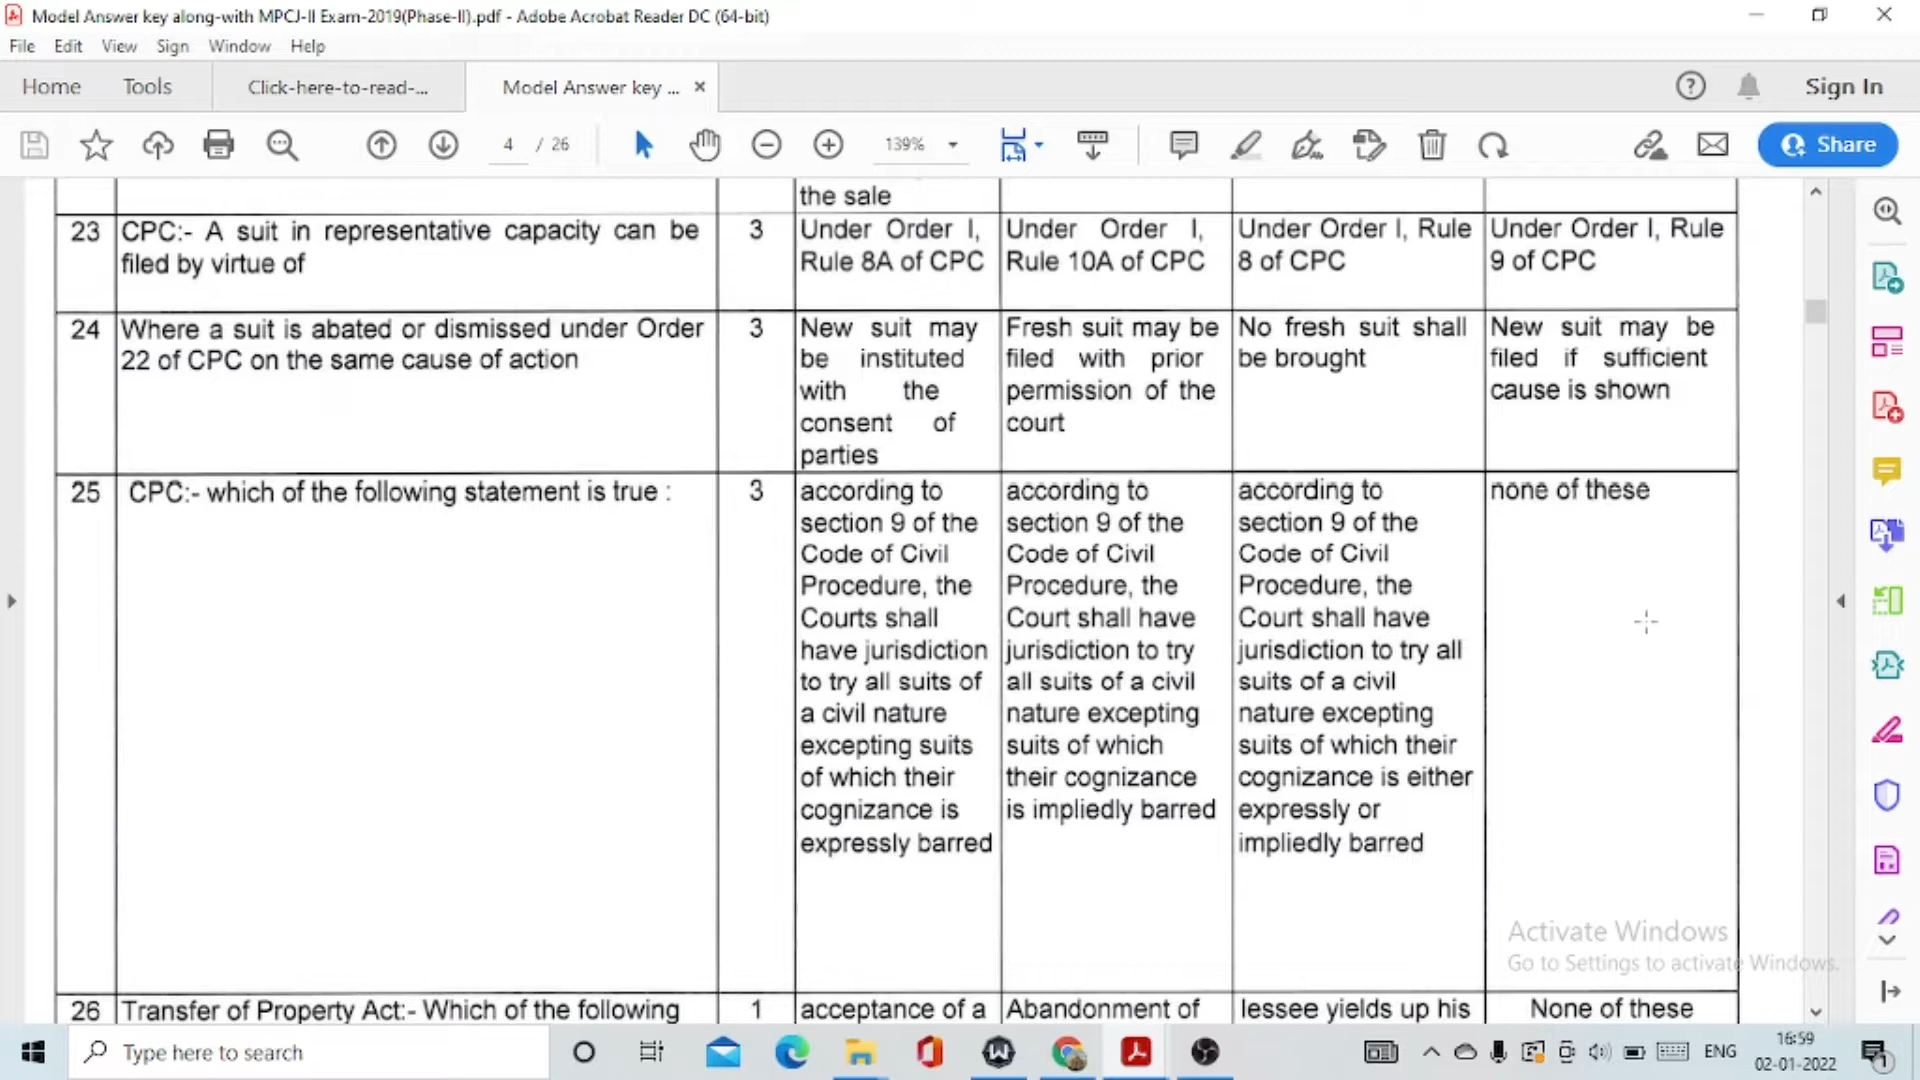 Model Answer key along-with MPCJ-II Exam-2019(Phase-II).pdf - Adobe Acrobat Reader DC (64-bit)
File Edit View Sign Window Help
Home Tools Click-here-to-read-... Model Answer key ... × Sign In
4 / 26 139% Share
the sale
23 CPC:- A suit in representative capacity can be
filed by virtue of
3
Under Order I,
Rule 8A of CPC
Under Order I,
Rule 10A of CPC
Under Order I, Rule
8 of CPC
Under Order I, Rule
9 of CPC
24 Where a suit is abated or dismissed under Order
22 of CPC on the same cause of action
3
New suit may
be instituted
with the
consent of
parties
Fresh suit may be
filed with prior
permission of the
court
No fresh suit shall
be brought
New suit may be
filed if sufficient
cause is shown
25 CPC:- which of the following statement is true :
3
according to
section 9 of the
Code of Civil
Procedure, the
Courts shall
have jurisdiction
to try all suits of
a civil nature
excepting suits
of which their
cognizance is
expressly barred
according to
section 9 of the
Code of Civil
Procedure, the
Court shall have
jurisdiction to try
all suits of a civil
nature excepting
suits of which
their cognizance
is impliedly barred
according to
section 9 of the
Code of Civil
Procedure, the
Court shall have
jurisdiction to try all
suits of a civil
nature excepting
suits of which their
cognizance is either
expressly or
impliedly barred
none of these
26 Transfer of Property Act:- Which of the following
1
acceptance of a
Abandonment of
lessee yields up his
None of these
Activate Windows
Go to Settings to activate Windows.
Type here to search
ENG
16:59
02-01-2022
1